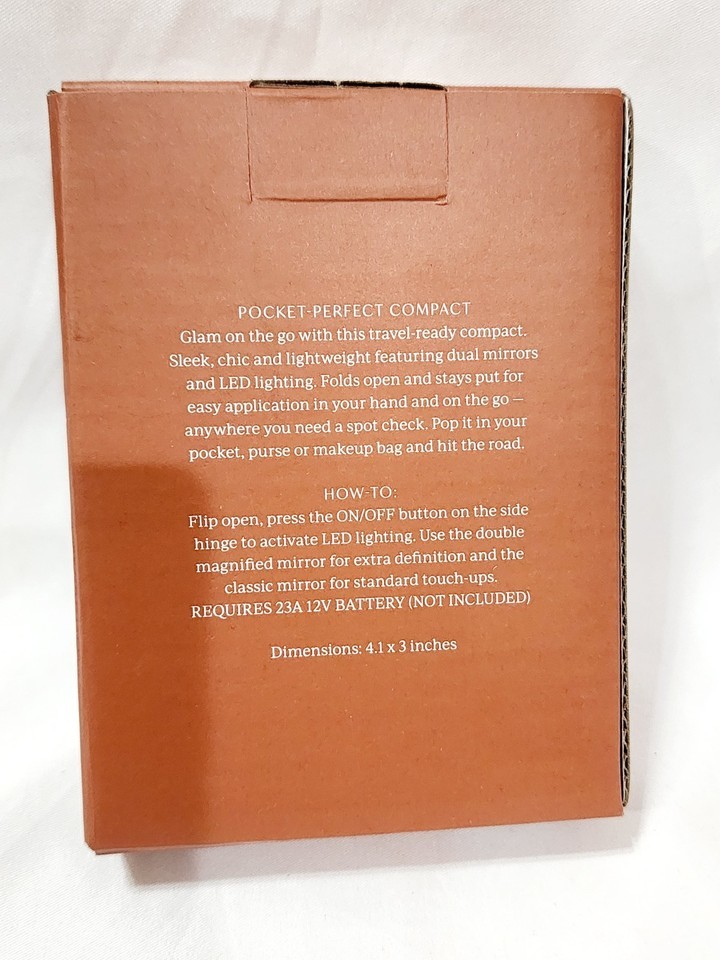 POCKET-PERFECT COMPACT
Glam on the go with this travel-ready compact.
Sleek, chic and lightweight featuring dual mirrors
and LED lighting. Folds open and stays put for
easy application in your hand and on the go —
anywhere you need a spot check. Pop it in your
pocket, purse or makeup bag and hit the road.
HOW-TO:
Flip open, press the ON/OFF button on the side
hinge to activate LED lighting. Use the double
magnified mirror for extra definition and the
classic mirror for standard touch-ups.
REQUIRES 23A 12V BATTERY (NOT INCLUDED)
Dimensions: 4.1 x 3 inches